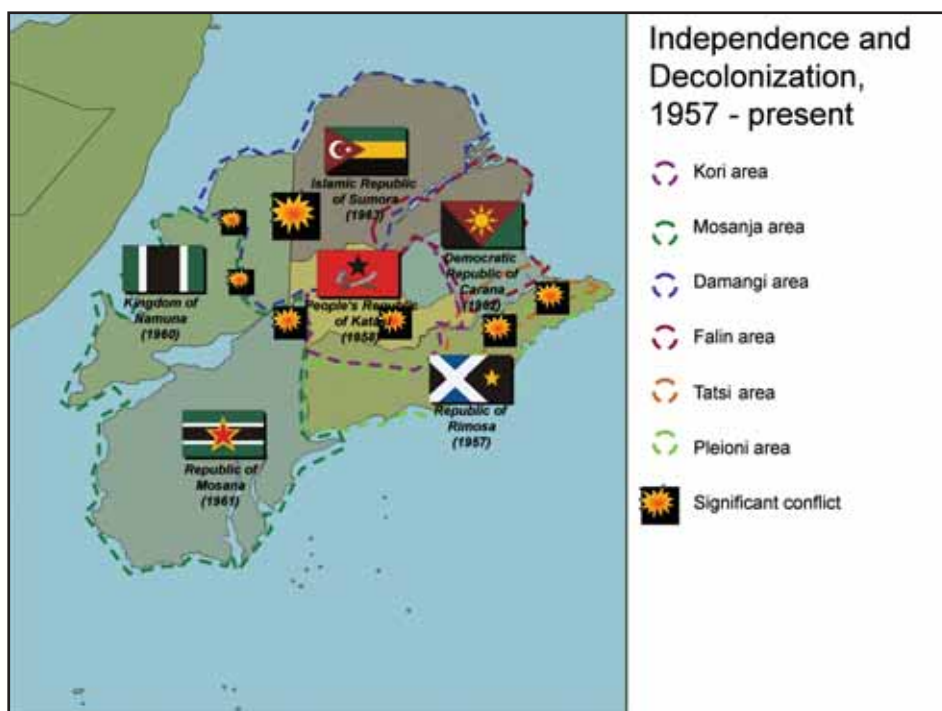 Independence and
Decolonization,
1957 - present
Kori area
Mosanja area
Damangi area
Falin area
Tatsi area
Pleioni area
Significant conflict
Islamic Republic
of Sumora
Democratic
Republic of
Carana
Kingdom of
Namuna
(1960)
People's Republic
of
(1958)
Republic of
Rimosa
(1957)
Republic of
Mosana
(1961)